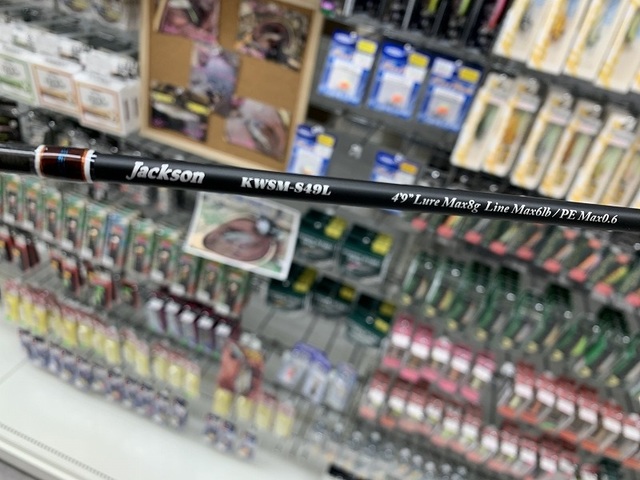 Jackson KWSM-S49L 4'9" Lure Max8g Line Max6lb / PE Max0.6